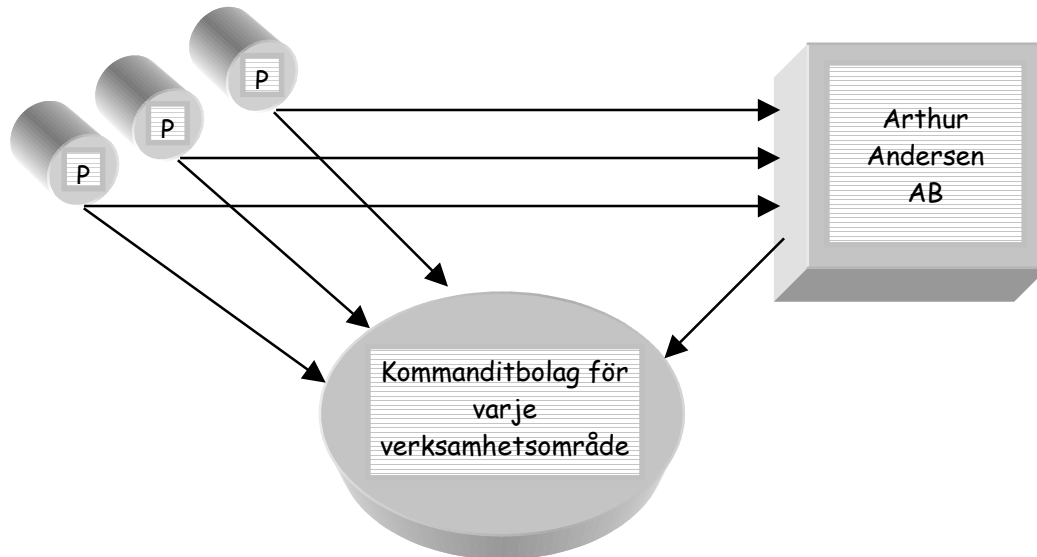 P
P
P
Arthur
Andersen
AB
Kommanditbolag för
varje
verksamhetsområde